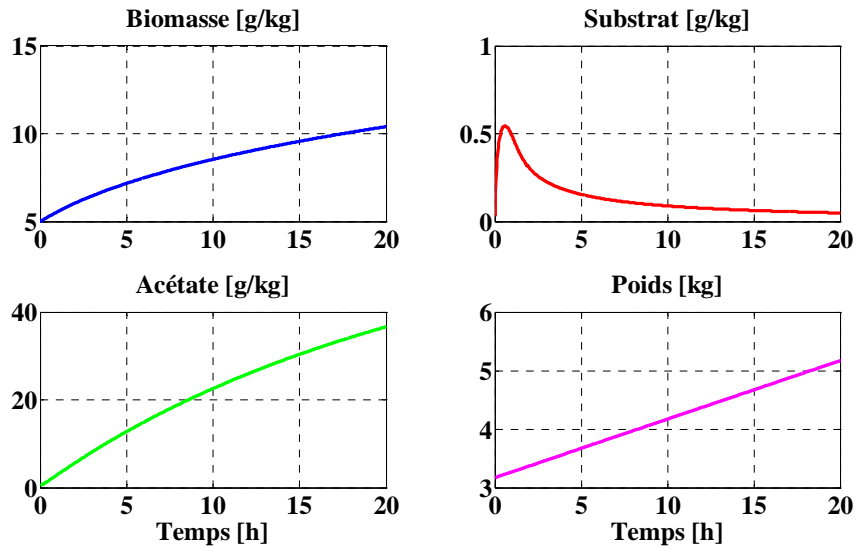 Biomasse [g/kg]
15
10
5
0 5 10 15 20
Substrat [g/kg]
1
0.5
0
0 5 10 15 20
Acétate [g/kg]
40
20
0
0 5 10 15 20
Temps [h]
Poids [kg]
6
5
4
3
0 5 10 15 20
Temps [h]